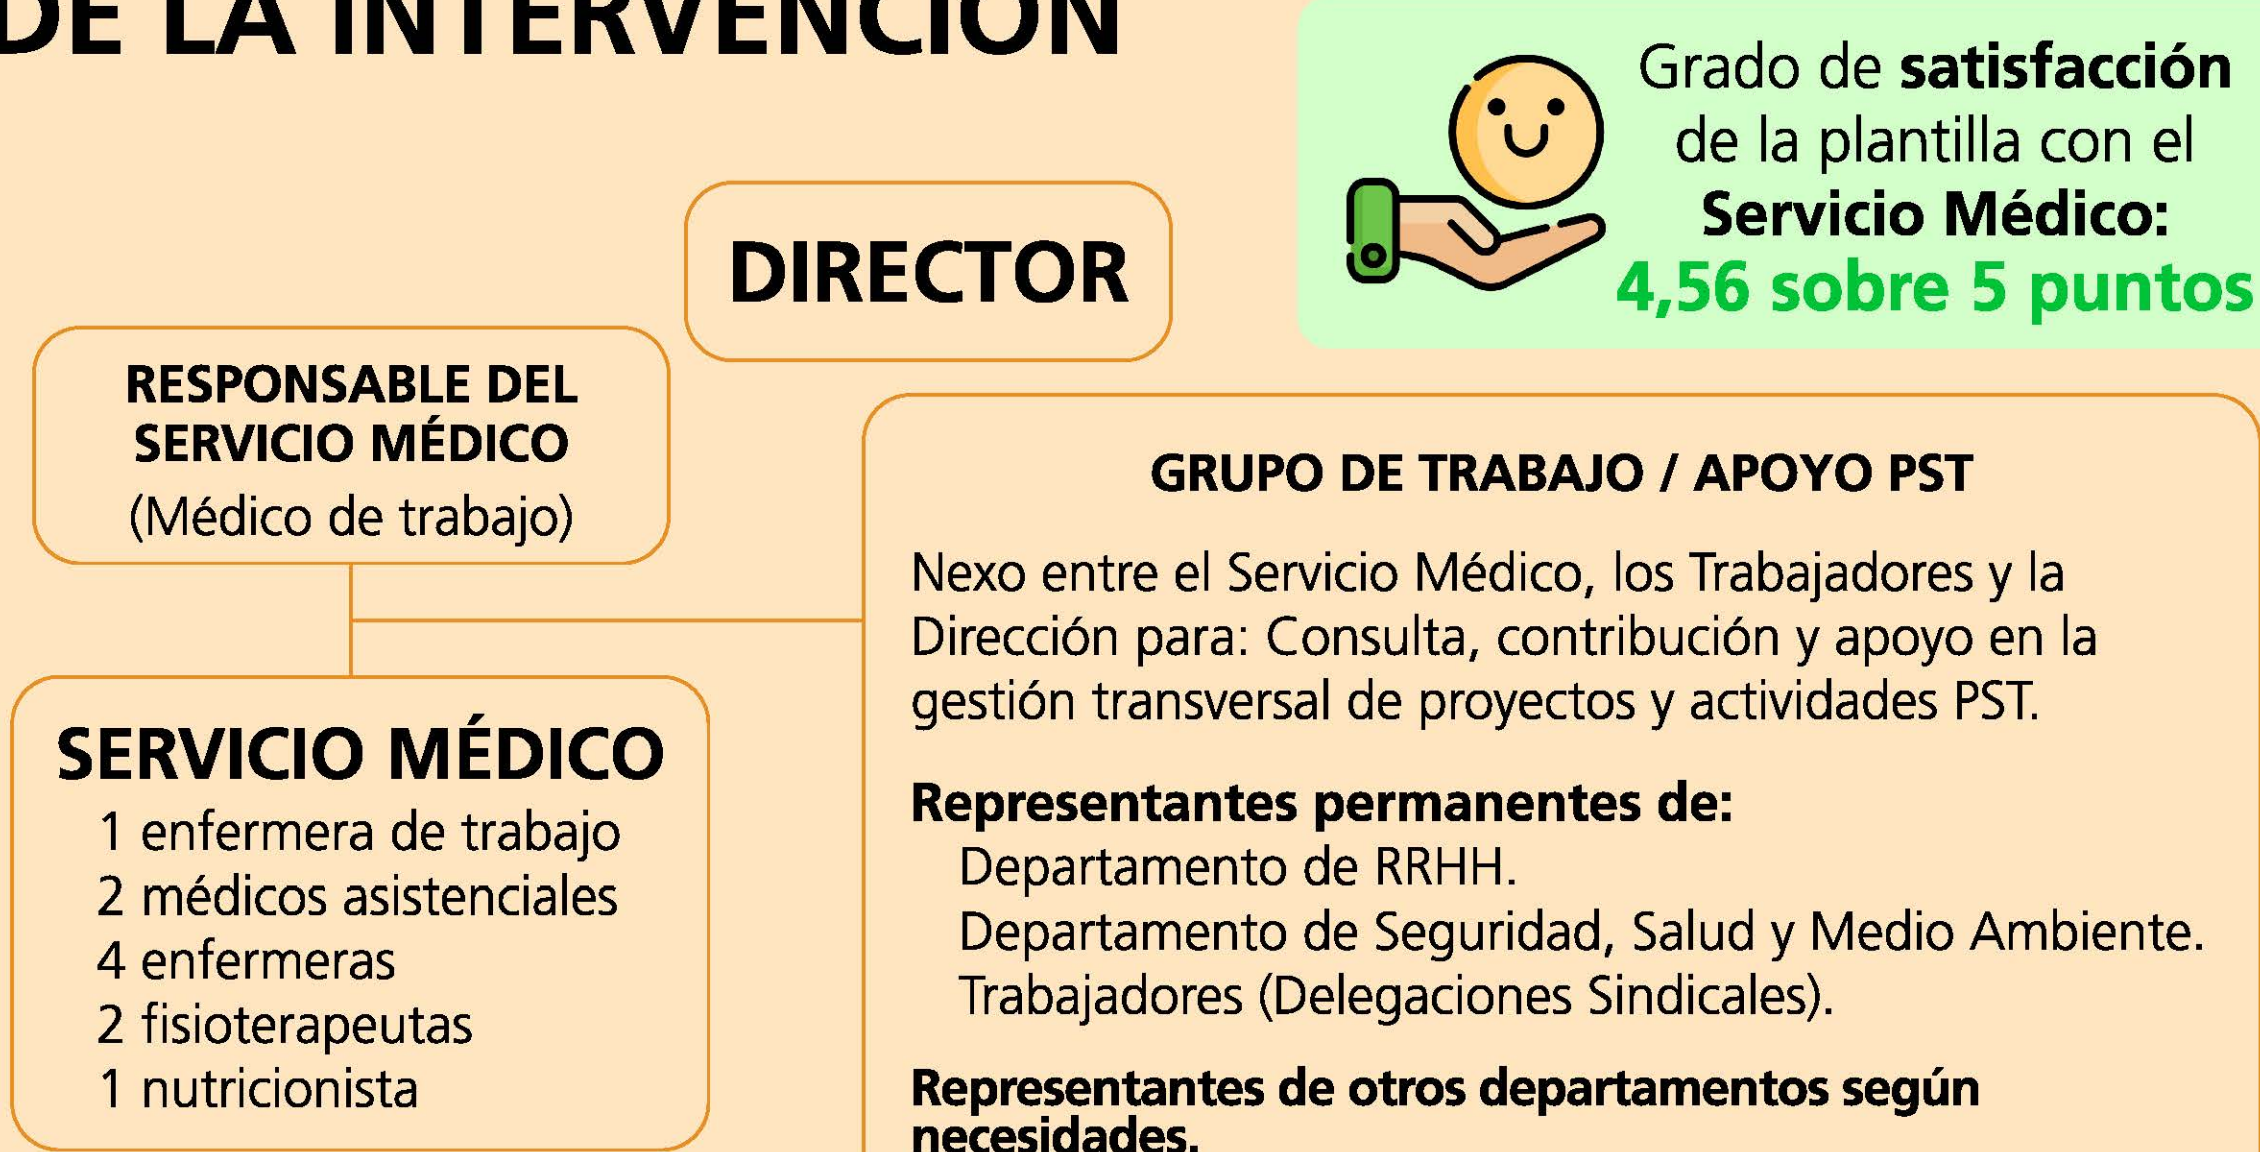 DE LA INTERVENCIÓN
Grado de satisfacción
de la plantilla con el
Servicio Médico:
4,56 sobre 5 puntos
DIRECTOR
RESPONSABLE DEL
SERVICIO MÉDICO
(Médico de trabajo)
SERVICIO MÉDICO
1 enfermera de trabajo
2 médicos asistenciales
4 enfermeras
2 fisioterapeutas
1 nutricionista
GRUPO DE TRABAJO / APOYO PST
Nexo entre el Servicio Médico, los Trabajadores y la
Dirección para: Consulta, contribución y apoyo en la
gestión transversal de proyectos y actividades PST.
Representantes permanentes de:
Departamento de RRHH.
Departamento de Seguridad, Salud y Medio Ambiente.
Trabajadores (Delegaciones Sindicales).
Representantes de otros departamentos según
necesidades.